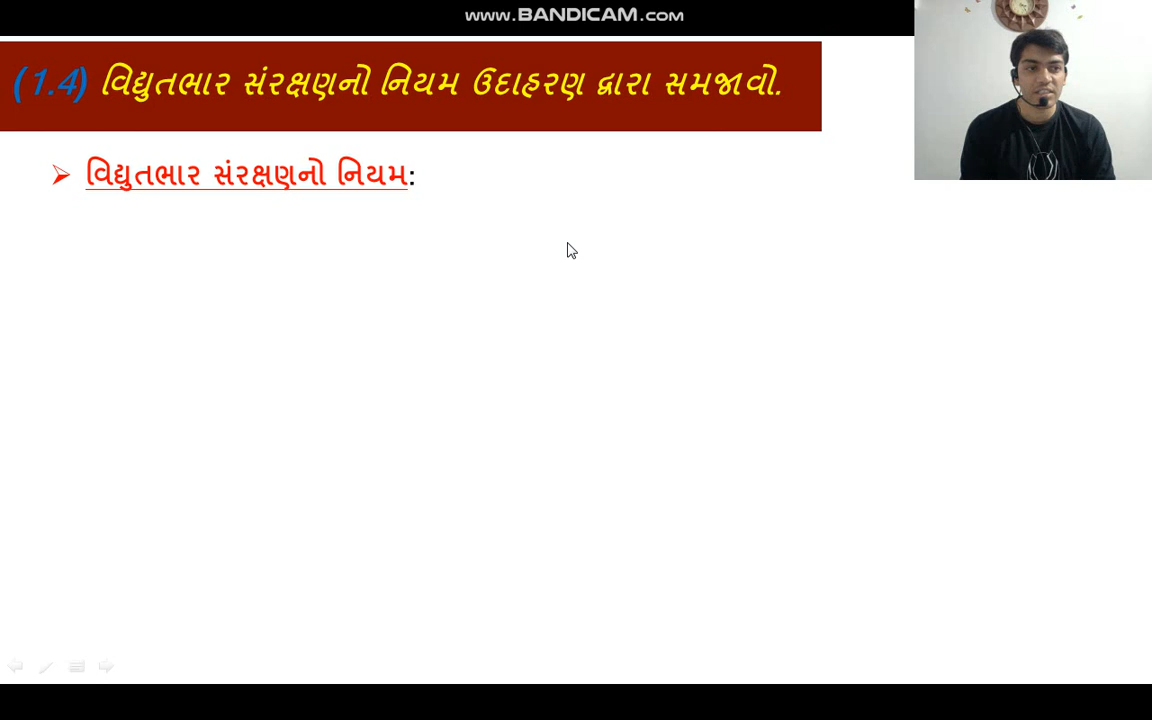 www.BANDICAM.com
(1.4) વિદ્યુતભાર સંરક્ષણનો નિયમ ઉદાહરણ દ્વારા સમજાવો.
વિદ્યુતભાર સંરક્ષણનો નિયમ: